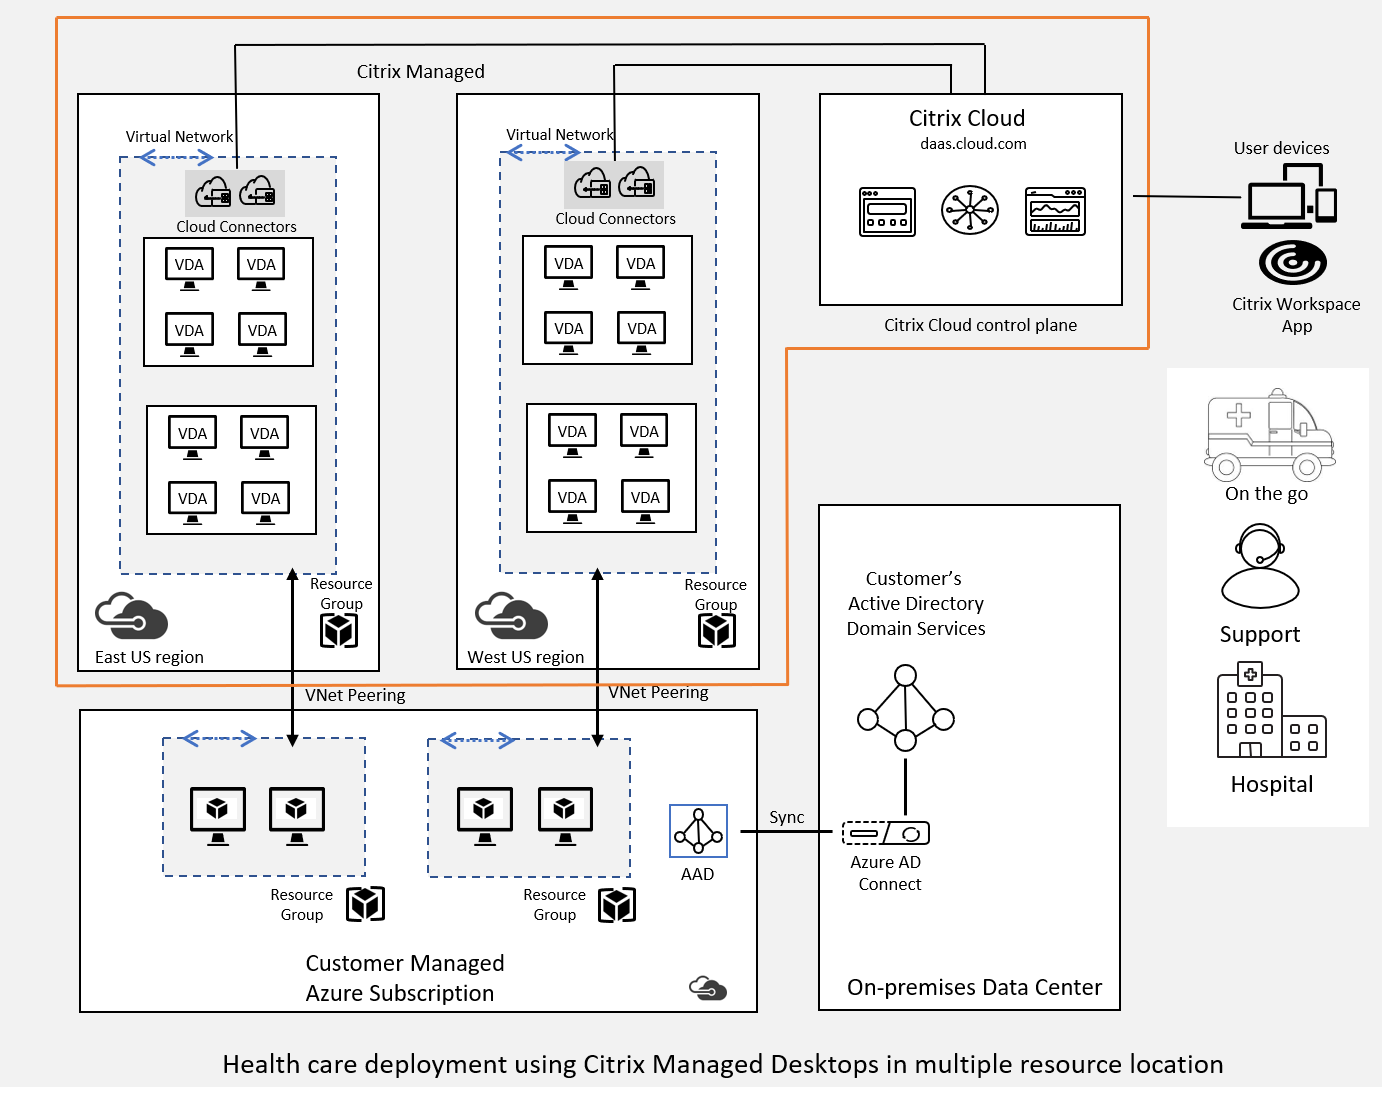 Citrix Managed
Virtual Network
Cloud Connectors
VDA VDA
VDA VDA
VDA VDA
VDA VDA
Resource
Group
East US region
Virtual Network
Cloud Connectors
VDA VDA
VDA VDA
VDA VDA
VDA VDA
Resource
Group
West US region
Citrix Cloud
daas.cloud.com
Citrix Cloud control plane
User devices
Citrix Workspace
App
On the go
Support
Hospital
VNet Peering
VNet Peering
Resource
Group
Resource
Group
AAD
Customer Managed
Azure Subscription
Sync
Customer’s
Active Directory
Domain Services
Azure AD
Connect
On-premises Data Center
Health care deployment using Citrix Managed Desktops in multiple resource location